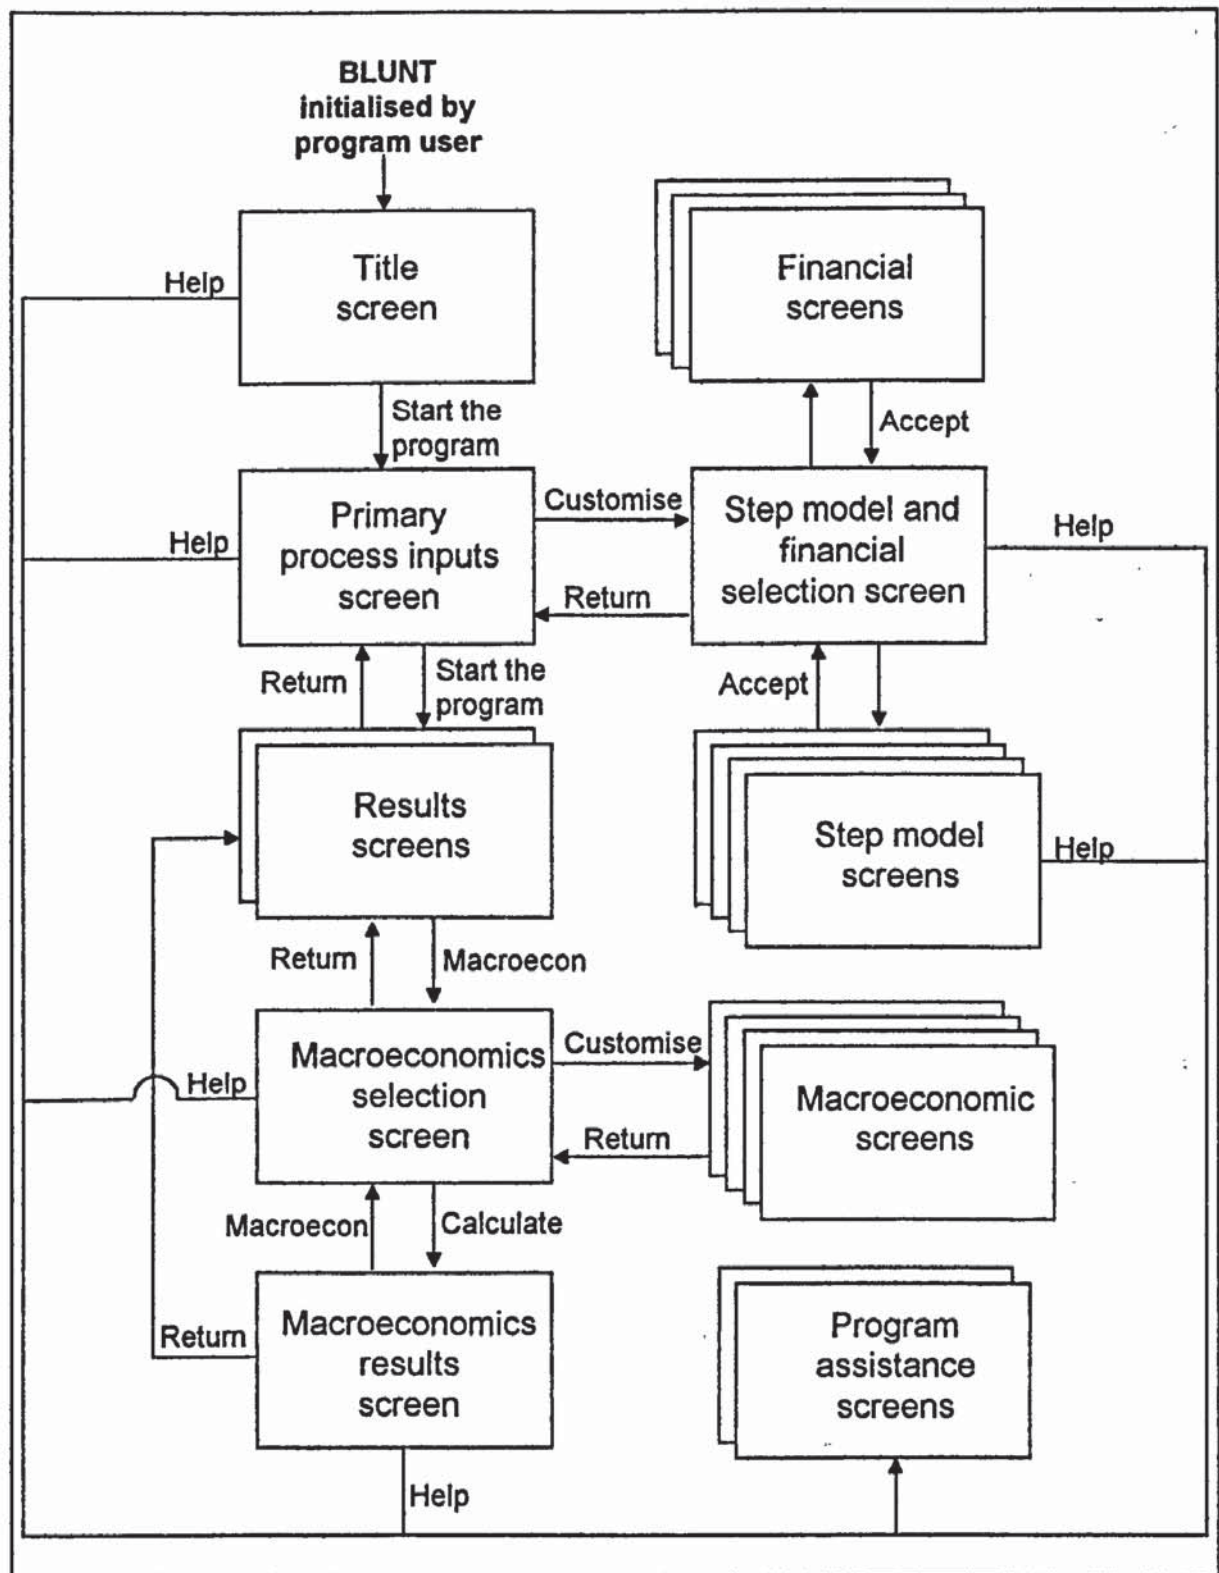 BLUNT
initialised by
program user
Title
screen
Help
Financial
screens
Start the
program
Accept
Primary
process inputs
screen
Help
Customise
Return
Step model and
financial
selection screen
Help
Return
Start the
program
Accept
Results
screens
Step model
screens
Help
Return
Macroecon
Macroeconomics
selection
screen
Help
Customise
Return
Macroeconomic
screens
Macroecon
Calculate
Macroeconomics
results
screen
Return
Help
Program
assistance
screens